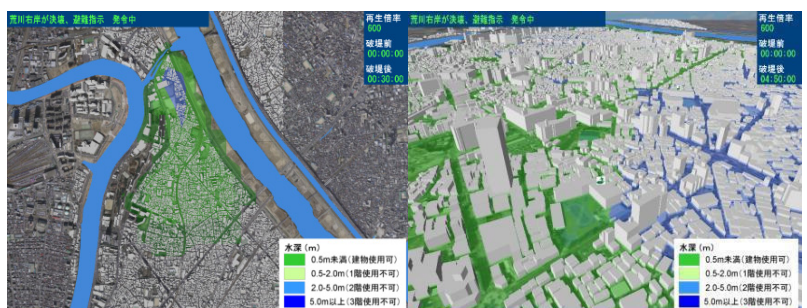 荒川右岸が決壊、避難指示 発令中
再生倍率
600
破堤前
00:00:00
破堤後
00:30:00
水深(m)
0.5m未満(建物使用可)
0.5-2.0m(1階使用不可)
2.0-5.0m(2階使用不可)
5.0m以上(3階使用不可)
荒川右岸が決壊、避難指示 発令中
再生倍率
600
破堤前
00:00:00
破堤後
04:50:00
水深(m)
0.5m未満(建物使用可)
0.5-2.0m(1階使用不可)
2.0-5.0m(2階使用不可)
5.0m以上(3階使用不可)